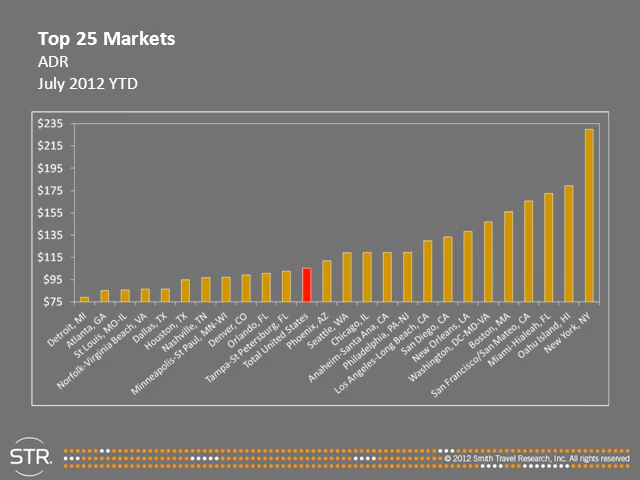 Top 25 Markets
ADR
July 2012 YTD
$235
$215
$195
$175
$155
$135
$115
$95
$75
Detroit, MI
Atlanta, GA
St Louis, MO-IL
Norfolk-Virginia Beach, VA
Dallas, TX
Houston, TX
Nashville, TN
Minneapolis-St Paul, MN-WI
Denver, CO
Orlando, FL
Tampa-St Petersburg, FL
Total United States
Phoenix, AZ
Seattle, WA
Chicago, IL
Anaheim-Santa Ana, CA
Philadelphia, PA-NJ
Los Angeles-Long Beach, CA
San Diego, CA
New Orleans, LA
Washington, DC-MD,VA
Boston, MA
San Francisco/San Mateo, CA
Miami-Hialeah, FL
Oahu Island, HI
New York, NY
STR.
© 2012 Smith Travel Research, Inc. All rights reserved